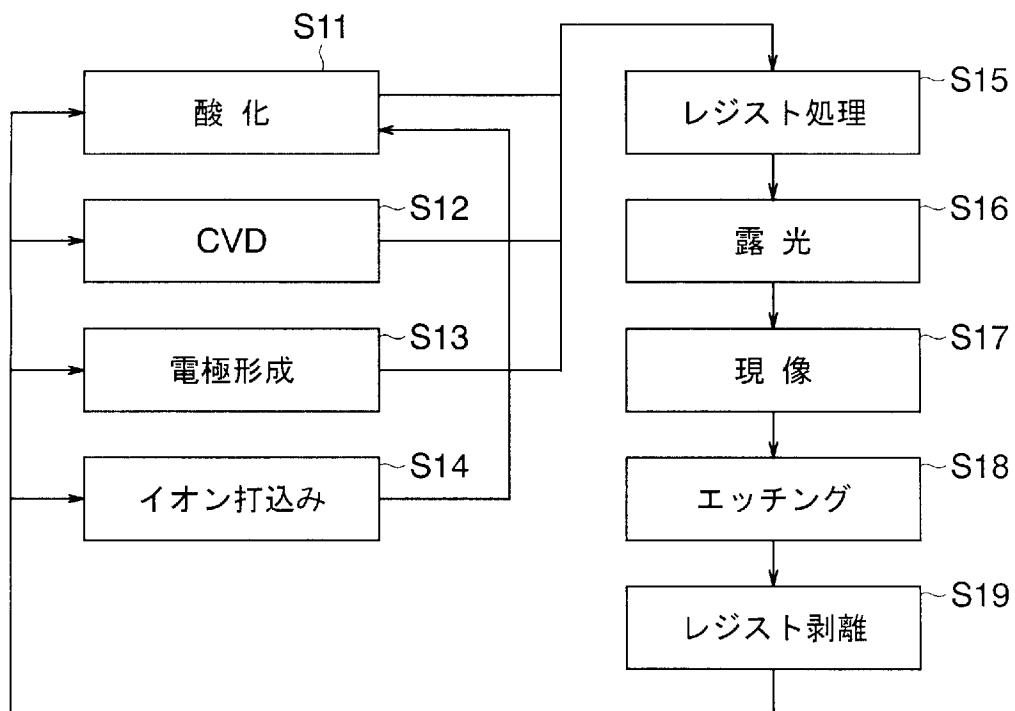 S11
酸化
S12
CVD
S13
電極形成
S14
イオン打込み
S15
レジスト処理
S16
露光
S17
現像
S18
エッチング
S19
レジスト剥離